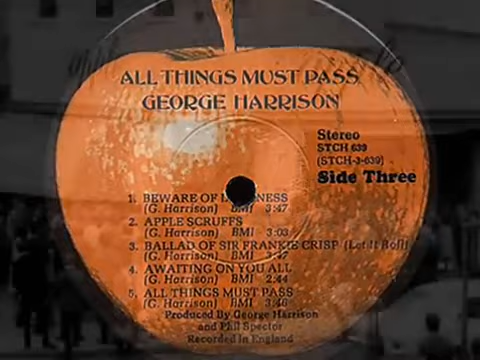 ALL THINGS MUST PASS
GEORGE HARRISON
Stereo
STCH 639
(STCH-3-639)
Side Three
1. BEWARE OF
(G. Harrison) BMI 3:47
2. APPLE SCRUFFS
(G. Harrison) BMI 3:03
3. BALLAD OF SIR FRANKIE CRISP (Let It Roll)
(G. Harrison) BMI 3:47
4. AWAITING ON YOU ALL
(G. Harrison) BMI 2:44
5. ALL THINGS MUST PASS
(G. Harrison) BMI 3:46
Produced By George Harrison
and Phil Spector
Recorded in England